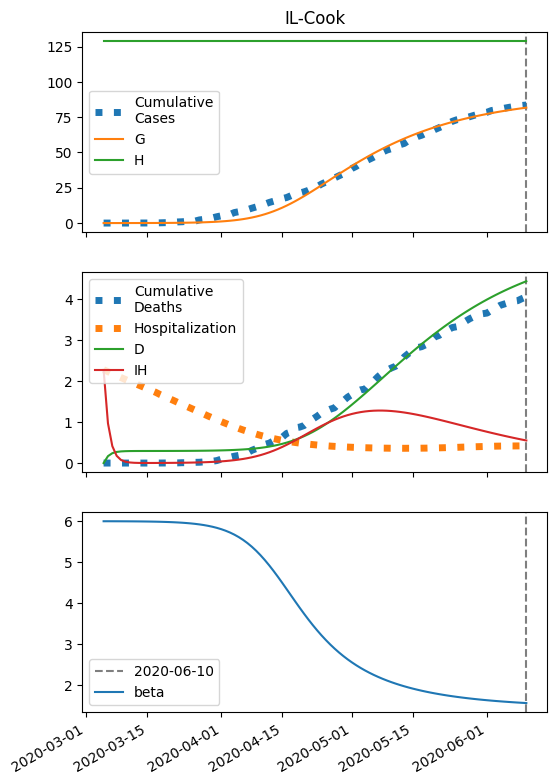 IL-Cook
125
100
75
50
25
0
Cumulative
Cases
G
H
4
3
2
1
0
Cumulative
Deaths
Hospitalization
D
IH
6
5
4
3
2
2020-06-10
beta
2020-03-01
2020-03-15
2020-04-01
2020-04-15
2020-05-01
2020-05-15
2020-06-01